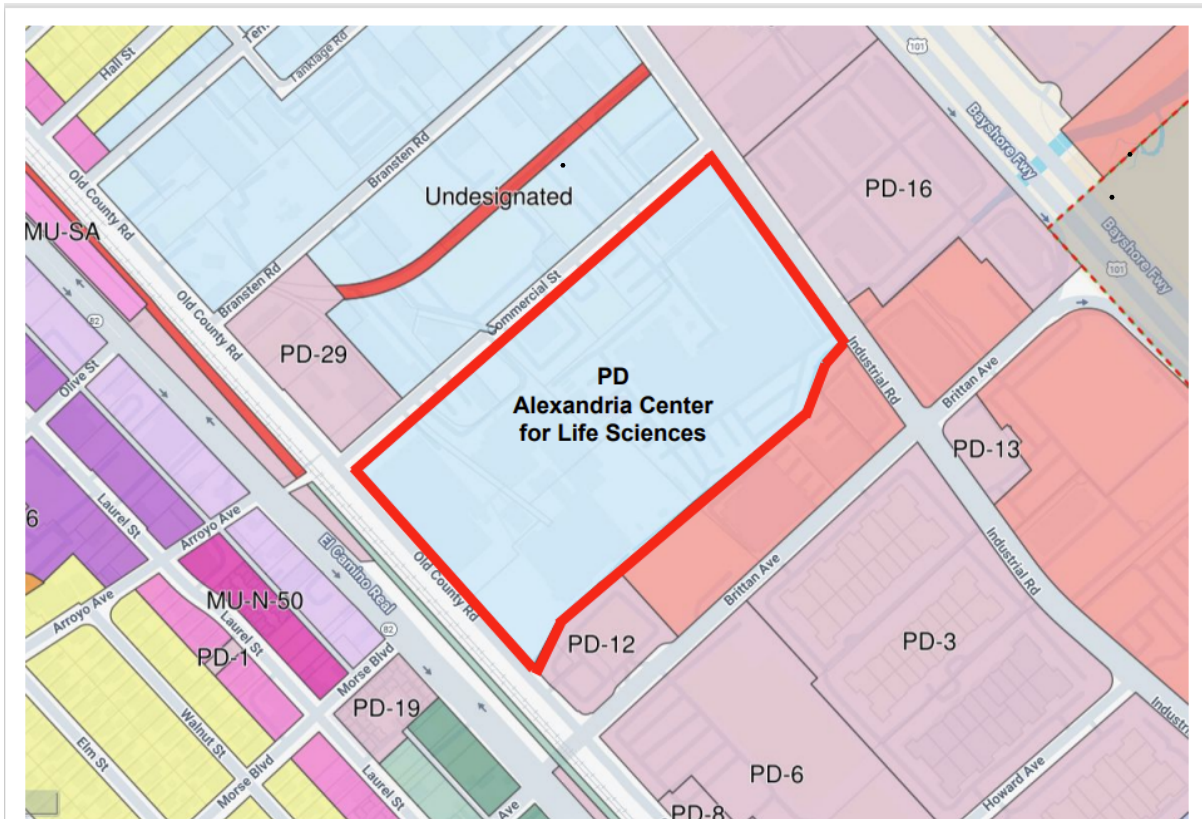 Hall St
Tanklage Rd
101
Bayshore Fwy
Old County Rd
Bransten Rd
PD-16
Undesignated
MU-SA
Bayshore Fwy
101
Bransten Rd
Old County Rd
Commercial St
82
PD-29
Industrial Rd
Brittan Ave
Olive St
PD
Alexandria Center
for Life Sciences
PD-13
Laurel St
Arroyo Ave
El Camino Real
Old County Rd
Industrial Rd
Brittan Ave
MU-N-50
Arroyo Ave
Laurel St
82
PD-12
PD-3
PD-1
Morse Blvd
PD-19
Walnut St
Elm St
Morse Blvd
Laurel St
PD-6
Howard Ave
Ave
PD-8